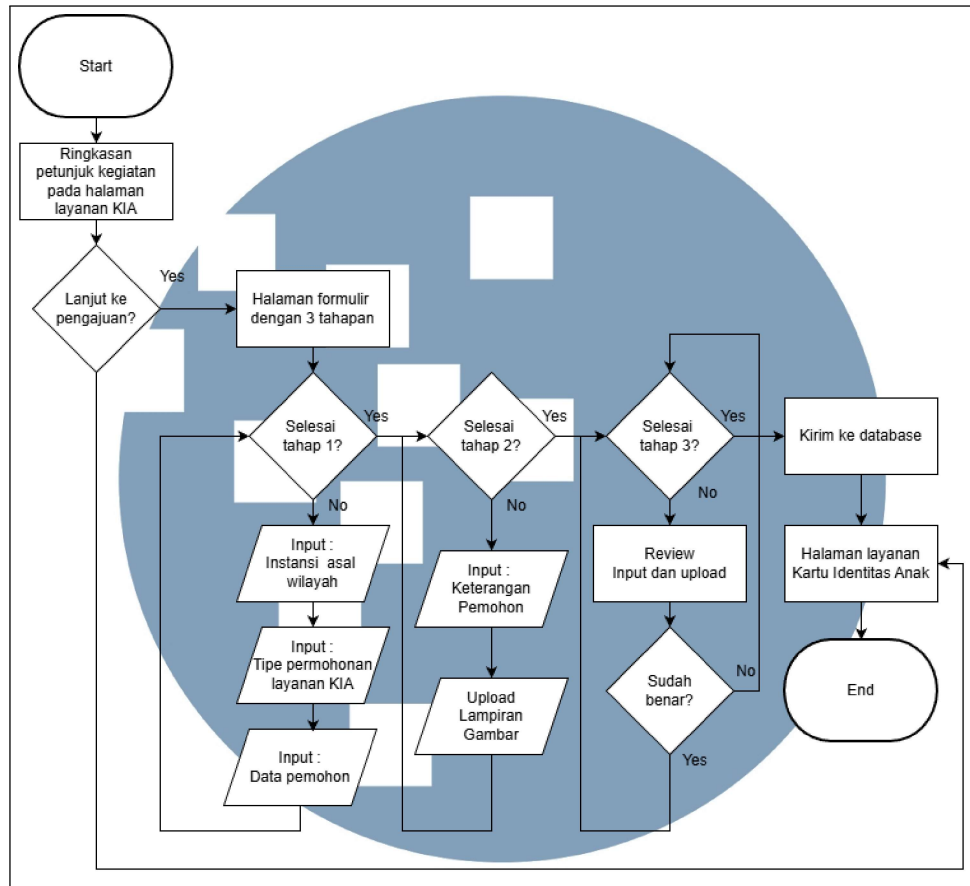 Start
Ringkasan
petunjuk kegiatan
pada halaman
layanan KIA
Lanjut ke
pengajuan?
Yes
Halaman formulir
dengan 3 tahapan
Selesai
tahap 1?
Yes
No
Input :
Instansi asal
wilayah
Input :
Tipe permohonan
layanan KIA
Input :
Data pemohon
Selesai
tahap 2?
Yes
No
Input :
Keterangan
Pemohon
Upload
Lampiran
Gambar
Selesai
tahap 3?
Yes
No
Review
Input dan upload
Sudah
benar?
No
Yes
Kirim ke database
Halaman layanan
Kartu Identitas Anak
End